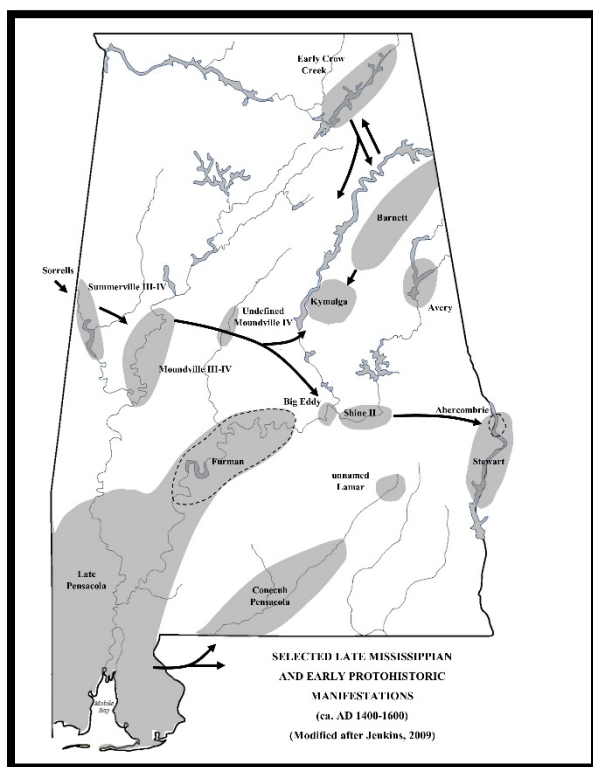 Early Crow
Creek
Barnett
Sorrells
Summerville III-IV
Undefined
Moundville IV
Kymulga
Avery
Moundville III-IV
Big Eddy
Shine II
Abercombrie
Furman
Stewart
unnamed
Lamar
Late
Pensacola
Conecuh
Pensacola
Mobile
Bay
SELECTED LATE MISSISSIPPIAN
AND EARLY PROTOHISTORIC
MANIFESTATIONS
(ca. AD 1400-1600)
(Modified after Jenkins, 2009)